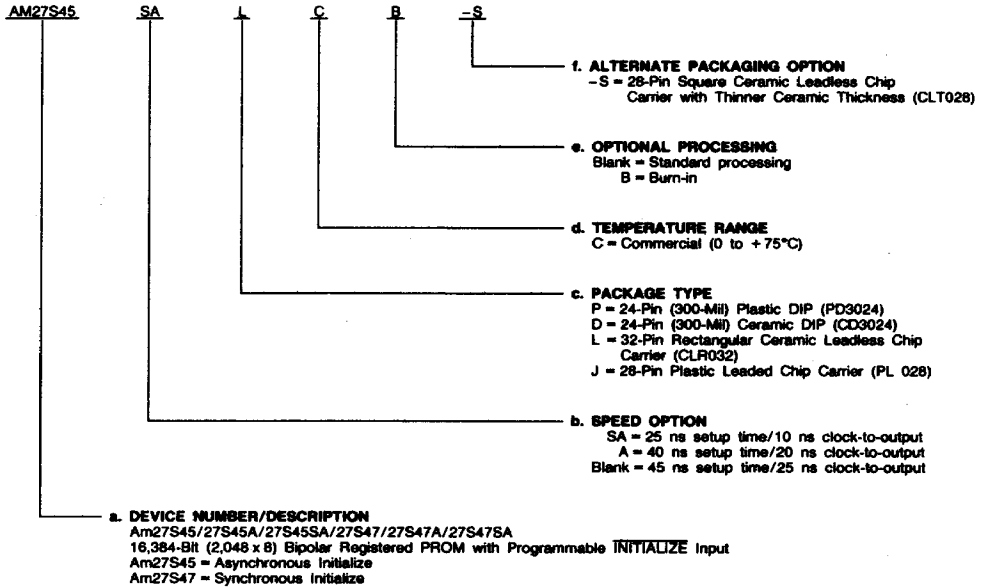 AM27S45 SA L C B -S
f. ALTERNATE PACKAGING OPTION
-S = 28-Pin Square Ceramic Leadless Chip
Carrier with Thinner Ceramic Thickness (CLT028)
e. OPTIONAL PROCESSING
Blank = Standard processing
B = Burn-in
d. TEMPERATURE RANGE
C = Commercial (0 to +75°C)
c. PACKAGE TYPE
P = 24-Pin (300-Mil) Plastic DIP (PD3024)
D = 24-Pin (300-Mil) Ceramic DIP (CD3024)
L = 32-Pin Rectangular Ceramic Leadless Chip
Carrier (CLR032)
J = 28-Pin Plastic Leaded Chip Carrier (PL 028)
b. SPEED OPTION
SA = 25 ns setup time/10 ns clock-to-output
A = 40 ns setup time/20 ns clock-to-output
Blank = 45 ns setup time/25 ns clock-to-output
a. DEVICE NUMBER/DESCRIPTION
Am27S45/27S45A/27S45SA/27S47/27S47A/27S47SA
16,384-Bit (2,048 x 8) Bipolar Registered PROM with Programmable INITIALIZE Input
Am27S45 = Asynchronous Initialize
Am27S47 = Synchronous Initialize